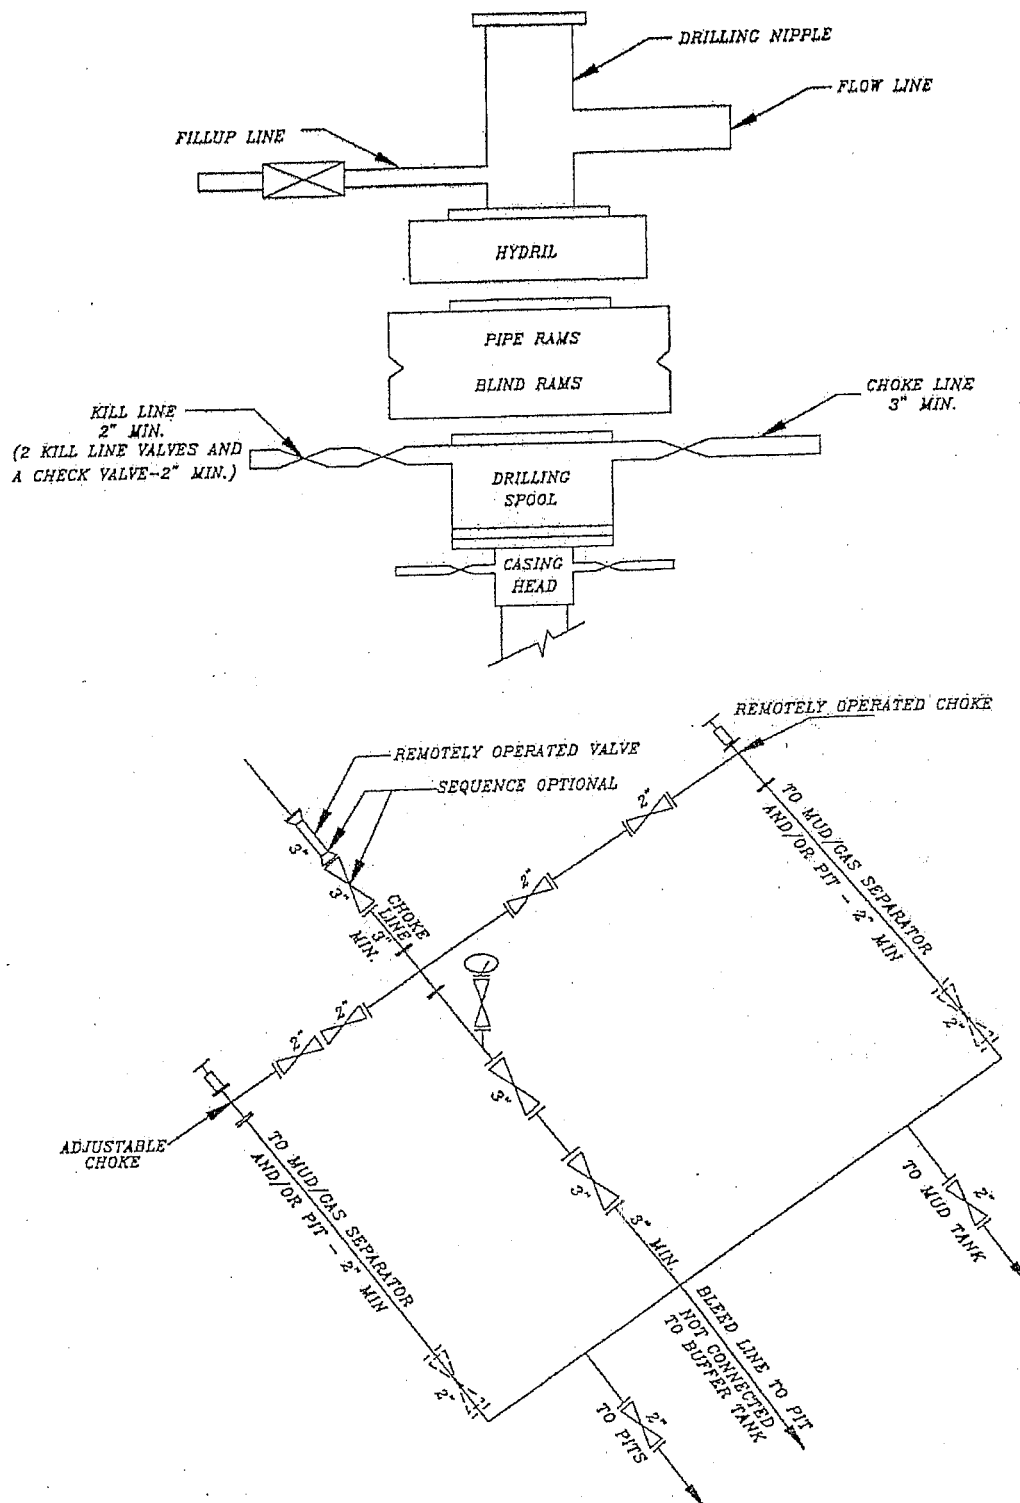 DRILLING NIPPLE
FLOW LINE
FILLUP LINE
HYDRIL
PIPE RAMS
BLIND RAMS
CHOKE LINE
3" MIN.
KILL LINE
2" MIN.
(2 KILL LINE VALVES AND
A CHECK VALVE-2" MIN.)
DRILLING
SPOOL
CASING
HEAD
REMOTELY OPERATED CHOKE
REMOTELY OPERATED VALVE
SEQUENCE OPTIONAL
3"
3"
CHOKE
LINE
3"
MIN.
2"
2"
TO MUD/GAS SEPARATOR
AND/OR PIT - 2" MIN
2"
2"
2"
3"
3"
3" MIN.
ADJUSTABLE
CHOKE
TO MUD/GAS SEPARATOR
AND/OR PIT - 2" MIN
2"
2"
TO MUD TANK
BLEED LINE TO PIT
NOT CONNECTED
TO BUFFER TANK
2"
TO PITS